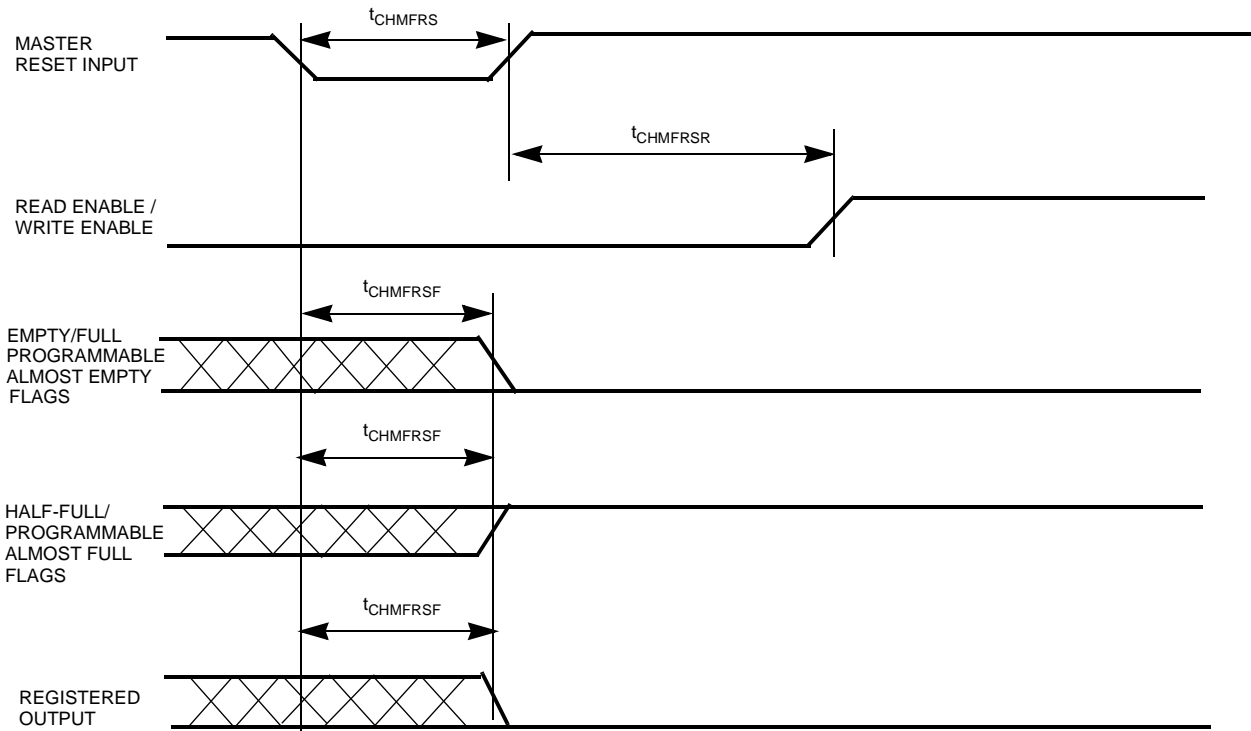 tCHMFRS
MASTER
RESET INPUT
tCHMFRSR
READ ENABLE /
WRITE ENABLE
tCHMFRSF
EMPTY/FULL
PROGRAMMABLE
ALMOST EMPTY
FLAGS
tCHMFRSF
HALF-FULL/
PROGRAMMABLE
ALMOST FULL
FLAGS
tCHMFRSF
REGISTERED
OUTPUT